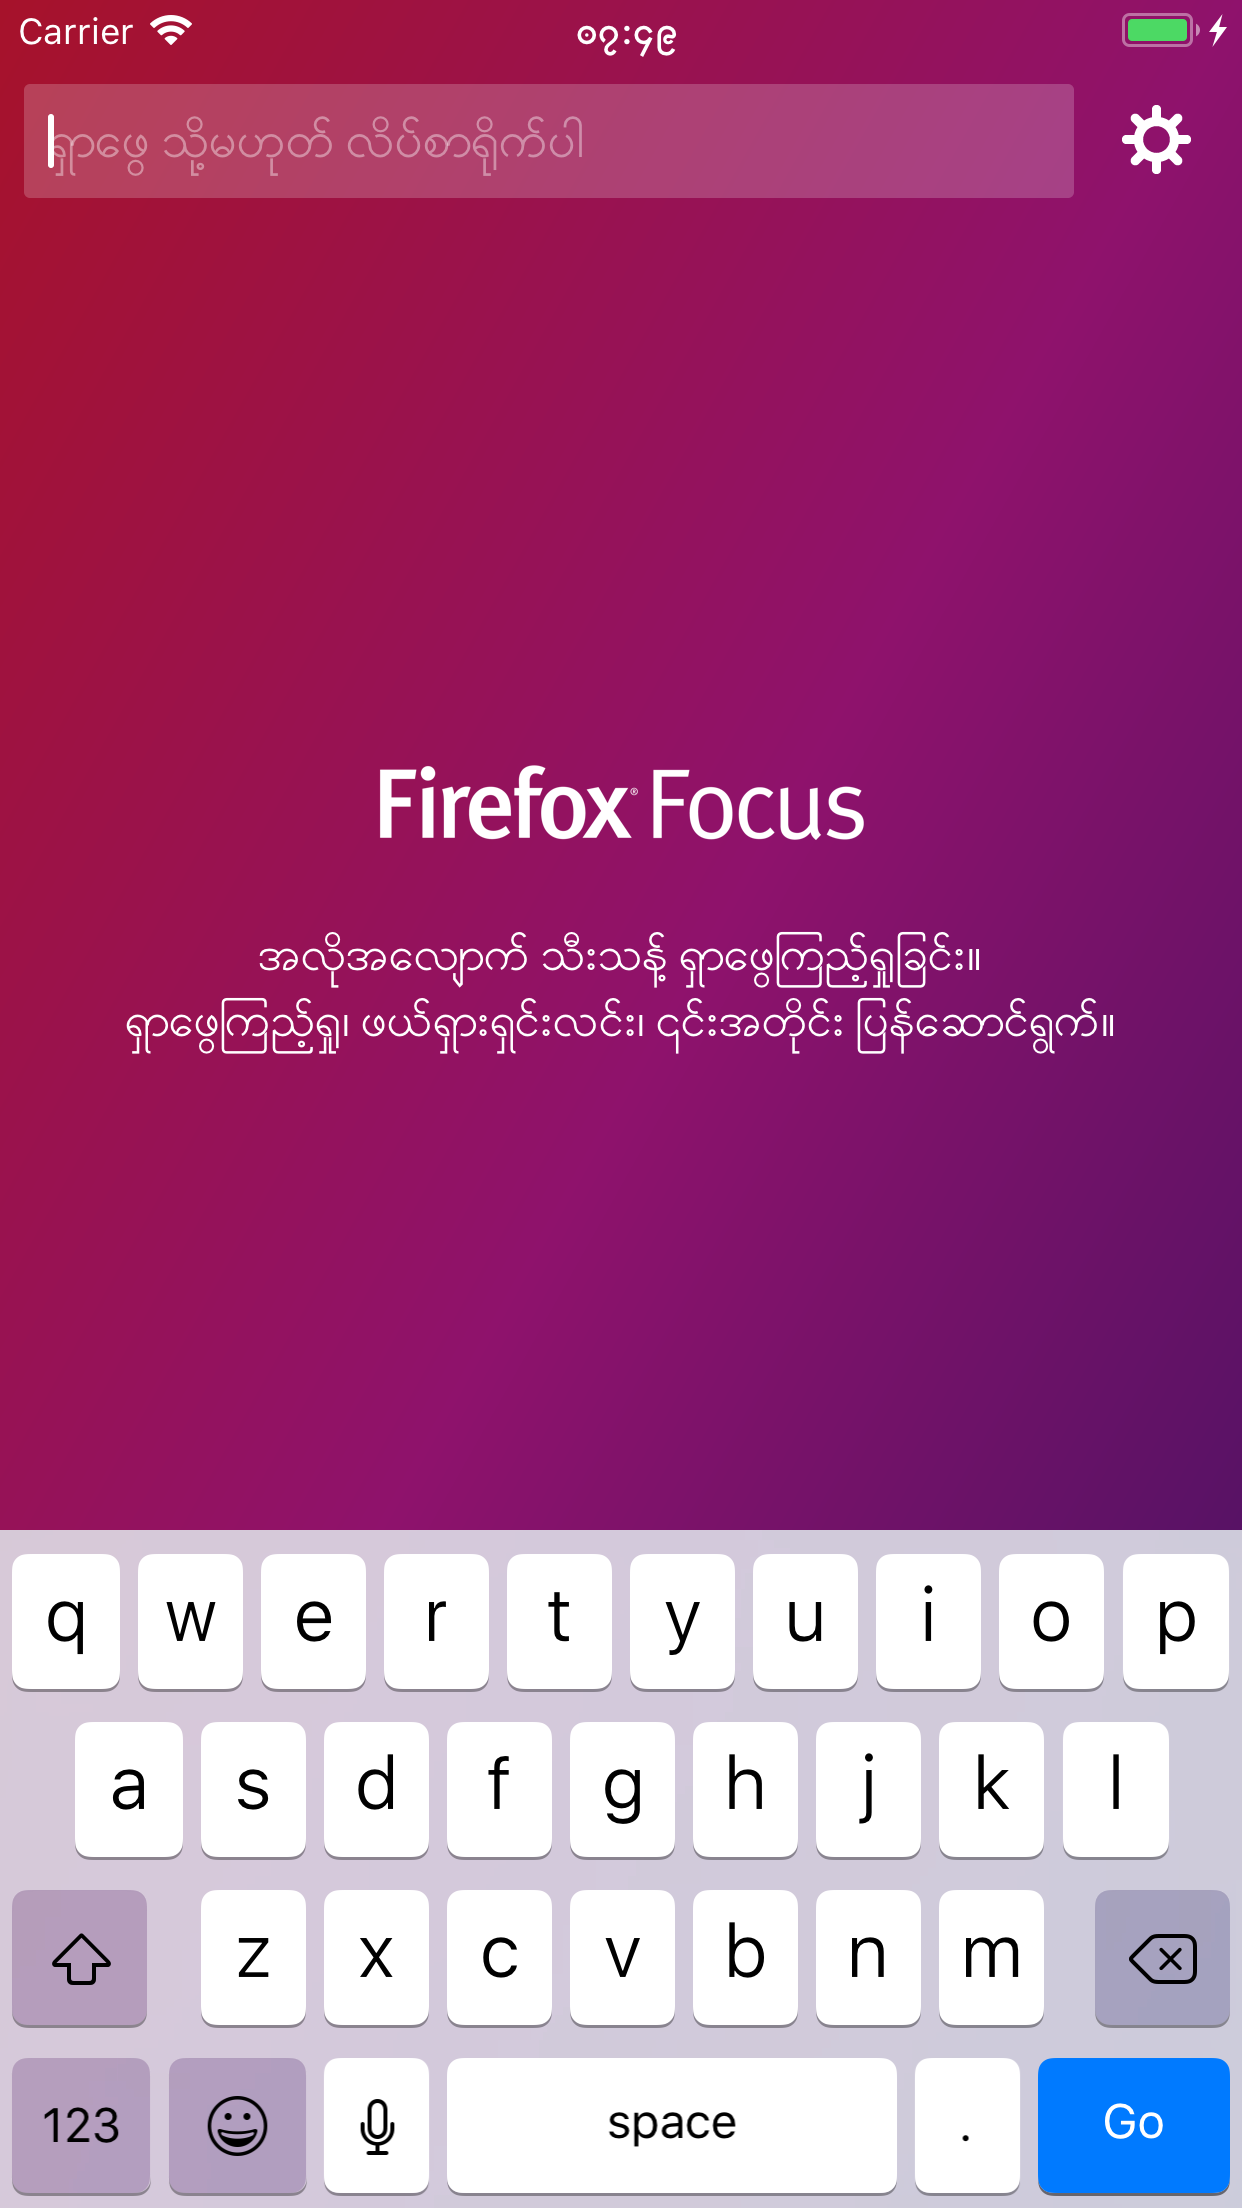 Carrier ၀၇:၄၉
ရှာဖွေ သို့မဟုတ် လိပ်စာရိုက်ပါ
Firefox® Focus
အလိုအလျောက် သီးသန့် ရှာဖွေကြည့်ရှုခြင်း။
ရှာဖွေကြည့်ရှု၊ ဖယ်ရှားရှင်းလင်း၊ ၎င်းအတိုင်း ပြန်ဆောင်ရွက်။
q w e r t y u i o p
a s d f g h j k l
z x c v b n m
123 space . Go